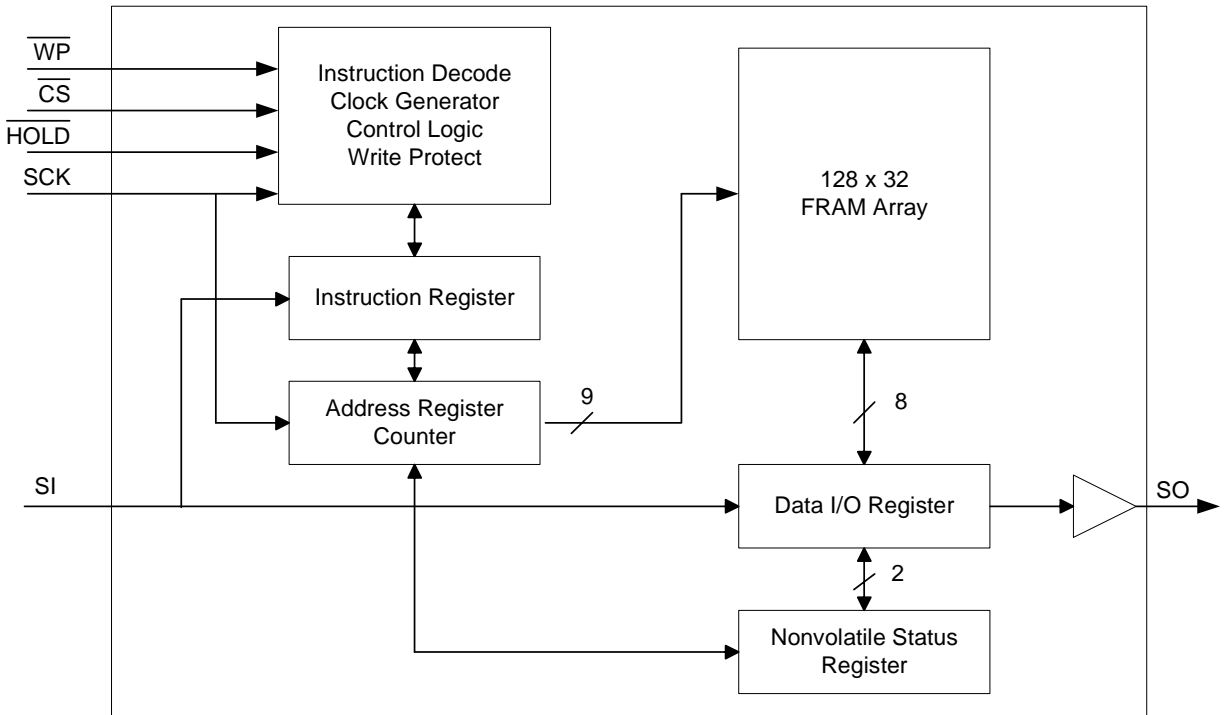 WP
CS
HOLD
SCK
Instruction Decode
Clock Generator
Control Logic
Write Protect
128 x 32
FRAM Array
Instruction Register
Address Register
Counter
9
8
SI
Data I/O Register
SO
2
Nonvolatile Status
Register